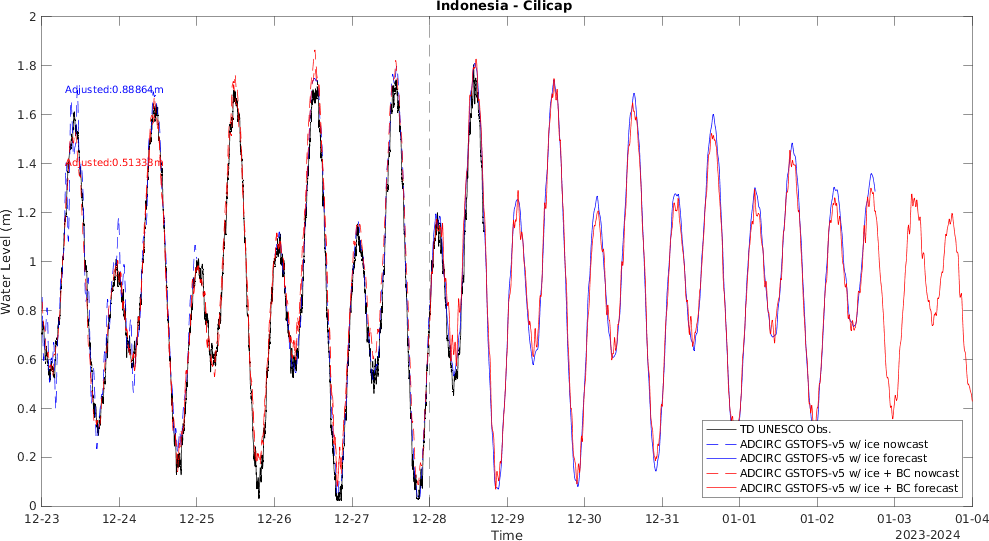 Indonesia - Cilicap
2
1.8
1.6
1.4
1.2
1
0.8
0.6
0.4
0.2
0
Water Level (m)
Adjusted:0.88864m
Adjusted:0.51333m
TD UNESCO Obs.
ADCIRC GSTOFS-v5 w/ ice nowcast
ADCIRC GSTOFS-v5 w/ ice forecast
ADCIRC GSTOFS-v5 w/ ice + BC nowcast
ADCIRC GSTOFS-v5 w/ ice + BC forecast
12-23 12-24 12-25 12-26 12-27 12-28 12-29 12-30 12-31 01-01 01-02 01-03 01-04
Time
2023-2024